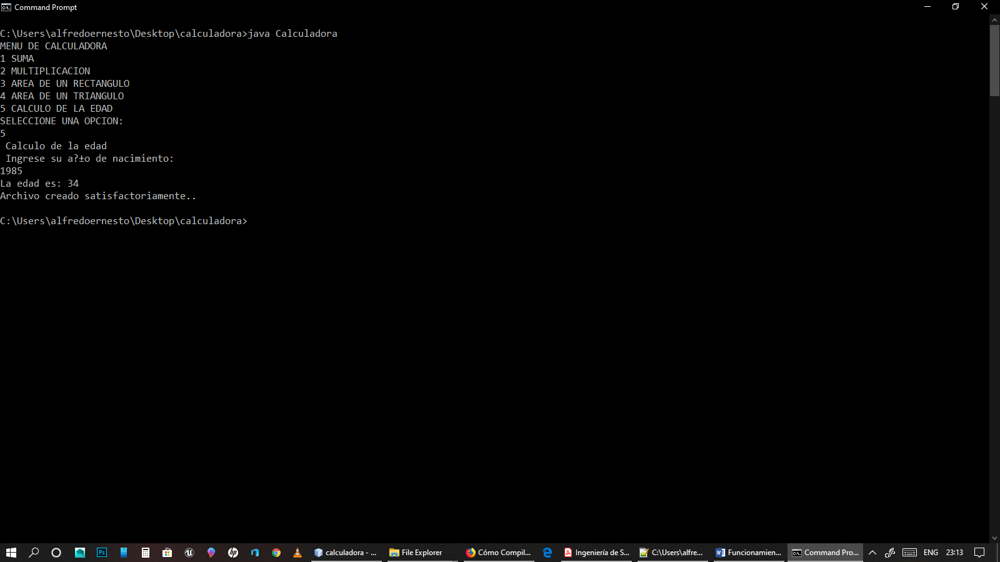 Command Prompt
C:\Users\alfredoernesto\Desktop\calculadora>java Calculadora
MENU DE CALCULADORA
1 SUMA
2 MULTIPLICACION
3 AREA DE UN RECTANGULO
4 AREA DE UN TRIANGULO
5 CALCULO DE LA EDAD
SELECCIONE UNA OPCION:
5
Calculo de la edad
Ingrese su a?±o de nacimiento:
1985
La edad es: 34
Archivo creado satisfactoriamente..
C:\Users\alfredoernesto\Desktop\calculadora>
Ps
hp
calculadora - ...
File Explorer
Cómo Compil...
Ingeniería de S...
C:\Users\alfre...
Funcionamien...
Command Pro...
ENG
23:13